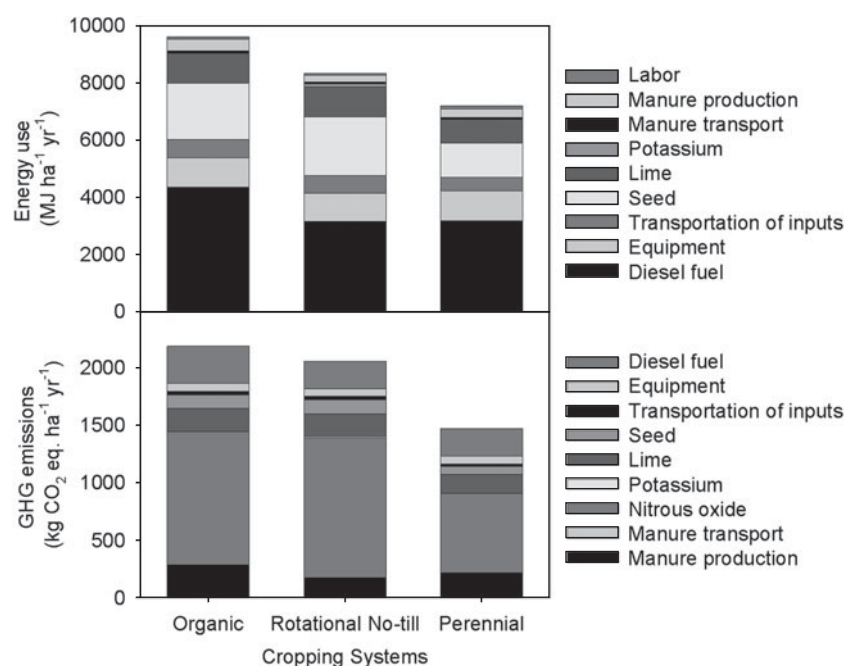 10000
8000
6000
4000
2000
0
Energy use
(MJ ha⁻¹ yr⁻¹)
Labor
Manure production
Manure transport
Potassium
Lime
Seed
Transportation of inputs
Equipment
Diesel fuel
2000
1500
1000
500
0
GHG emissions
(kg CO₂ eq. ha⁻¹ yr⁻¹)
Diesel fuel
Equipment
Transportation of inputs
Seed
Lime
Potassium
Nitrous oxide
Manure transport
Manure production
Organic Rotational No-till Perennial
Cropping Systems